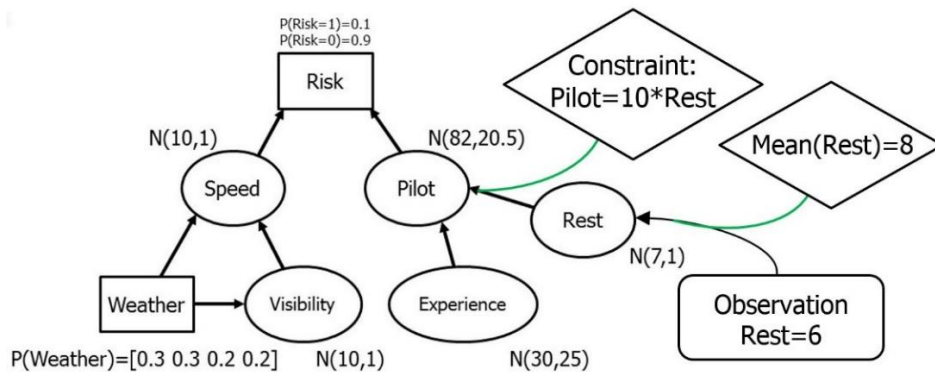 P(Risk=1)=0.1
P(Risk=0)=0.9
Risk
Constraint:
Pilot=10*Rest
Mean(Rest)=8
N(10,1)
N(82,20.5)
Speed
Pilot
Rest
N(7,1)
Weather
Visibility
Experience
Observation
Rest=6
P(Weather)=[0.3 0.3 0.2 0.2]
N(10,1)
N(30,25)